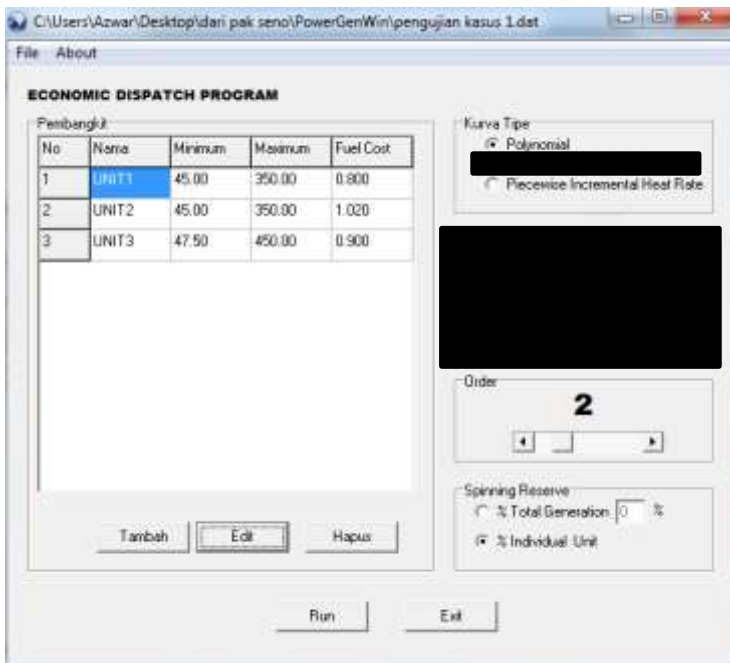 C:\Users\Azwar\Desktop\dari pak seno\PowerGenWin\pengujian kasus 1.dat
File About
ECONOMIC DISPATCH PROGRAM
Pembangkit
No Nama Minimum Maximum Fuel Cost
1 UNIT1 45.00 350.00 0.800
2 UNIT2 45.00 350.00 1.020
3 UNIT3 47.50 450.00 0.900
Tambah Edit Hapus
Kurva Tipe
Polynomial
Piecewise Incremental Heat Rate
Order
2
Spinning Reserve
% Total Generation 0 %
% Individual Unit
Run Exit